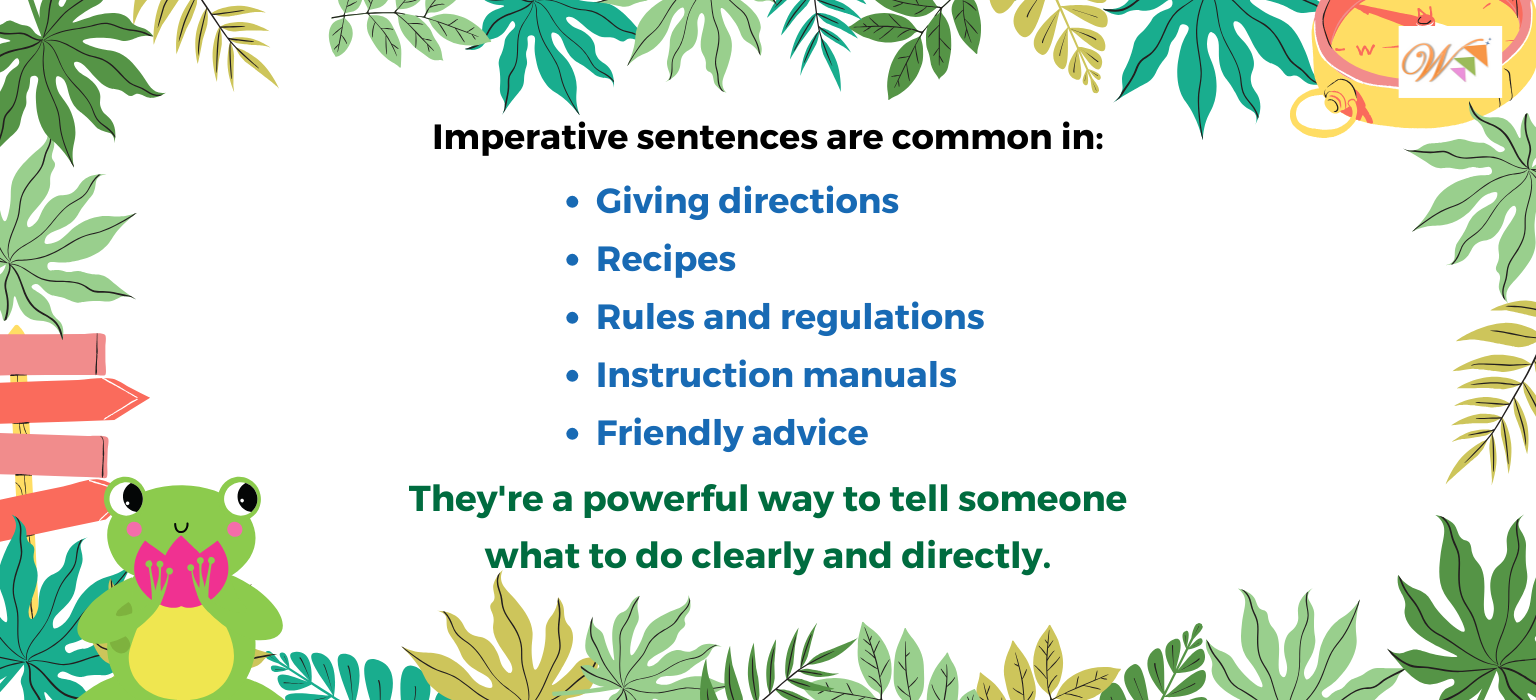 Imperative sentences are common in:
• Giving directions
• Recipes
• Rules and regulations
• Instruction manuals
• Friendly advice
They're a powerful way to tell someone
what to do clearly and directly.
N
W
W